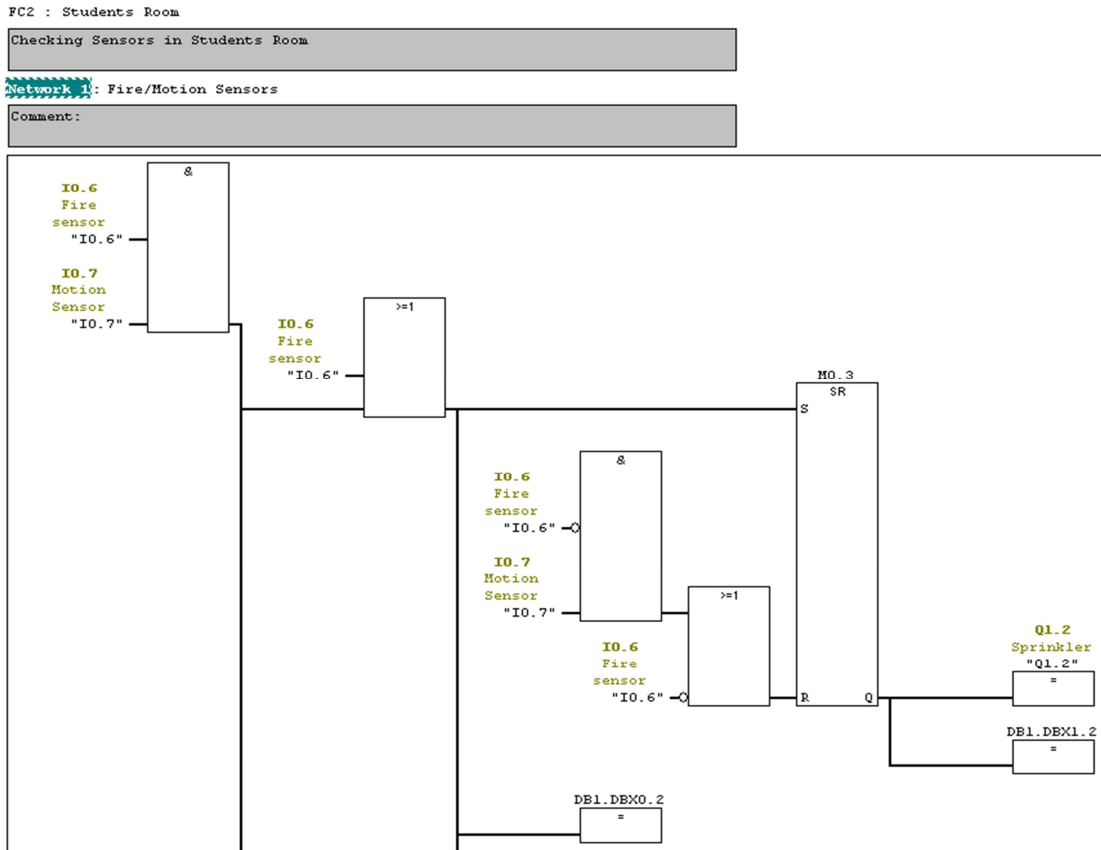 FC2 : Students Room
Checking Sensors in Students Room
Network 1: Fire/Motion Sensors
Comment:
&
I0.6
Fire
sensor
"I0.6"
I0.7
Motion
Sensor
"I0.7"
>=1
I0.6
Fire
sensor
"I0.6"
M0.3
SR
S
&
I0.6
Fire
sensor
"I0.6"
I0.7
Motion
Sensor
"I0.7"
>=1
I0.6
Fire
sensor
"I0.6"
R Q
Q1.2
Sprinkler
"Q1.2"
=
DB1.DBX1.2
=
DB1.DBX0.2
=